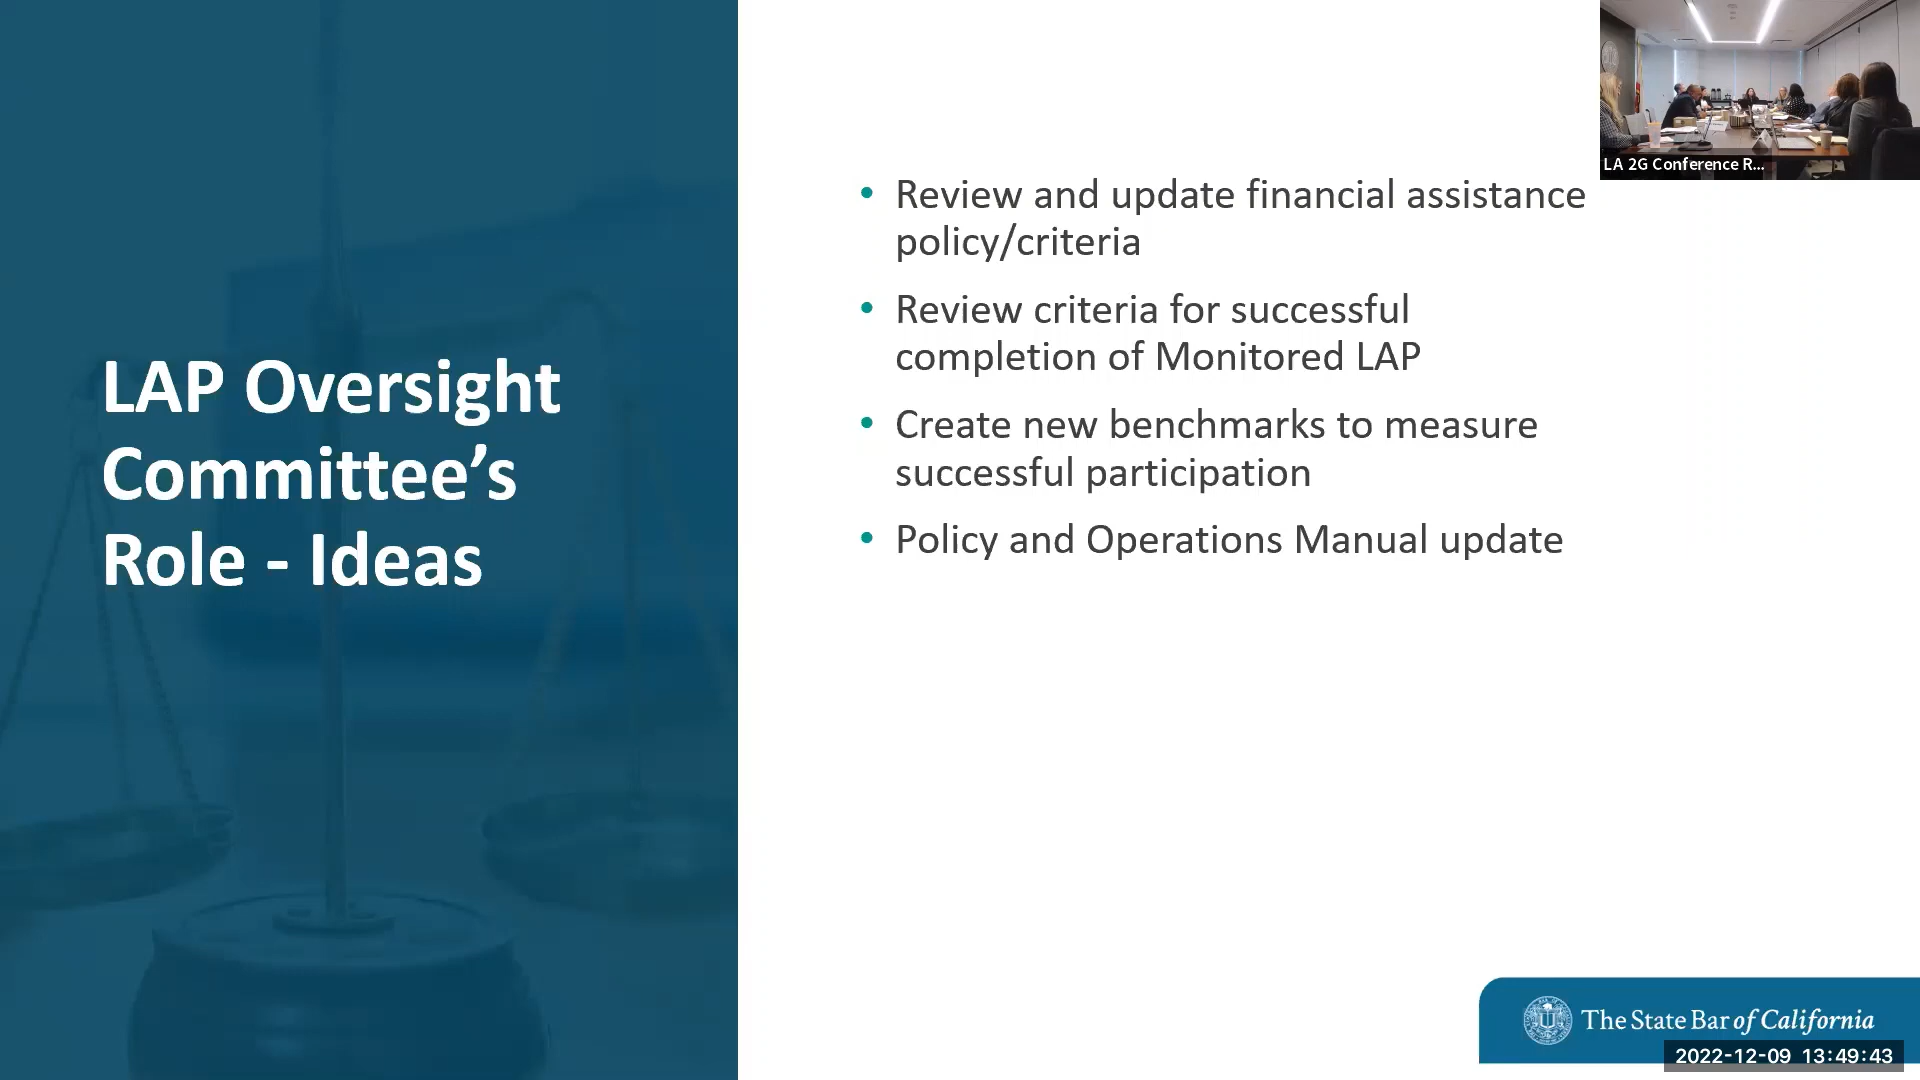 LAP Oversight
Committee’s
Role - Ideas
• Review and update financial assistance
policy/criteria
• Review criteria for successful
completion of Monitored LAP
• Create new benchmarks to measure
successful participation
• Policy and Operations Manual update
LA 2G Conference R...
The State Bar of California
2022-12-09 13:49:43